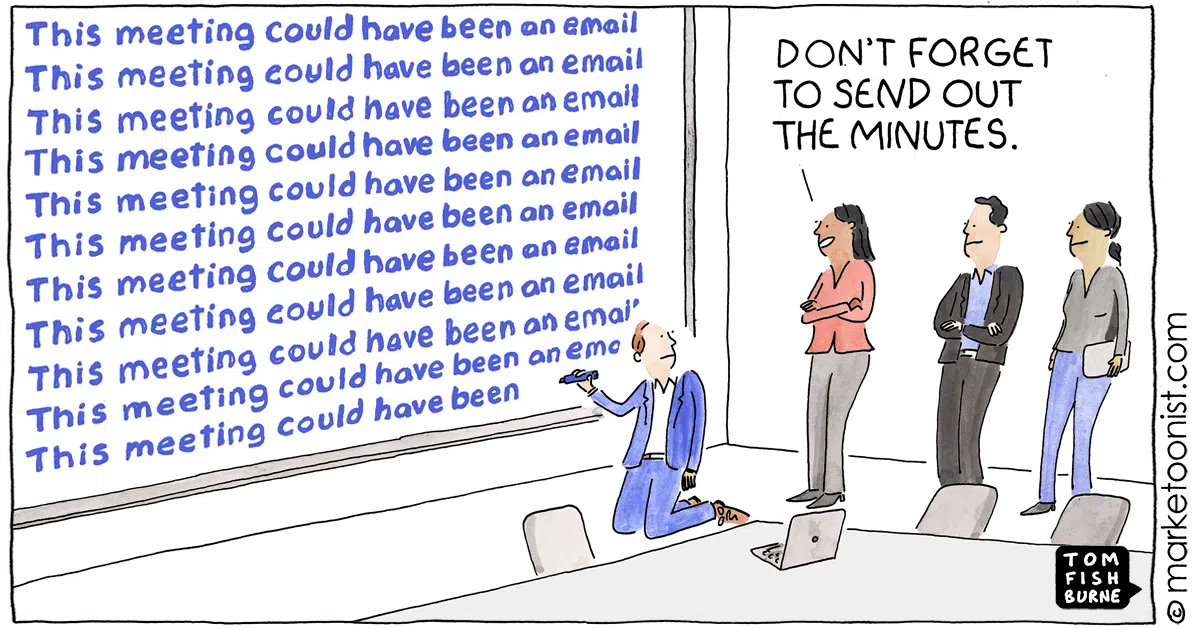 This meeting could have been an email
This meeting could have been an email
This meeting could have been an email
This meeting could have been an email
This meeting could have been an email
This meeting could have been an email
This meeting could have been an email
This meeting could have been an email
This meeting could have been an email
This meeting could have been an ema
This meeting could have been
DON'T FORGET
TO SEND OUT
THE MINUTES.
TOM
FISH
BURNE
© marketoonist.com